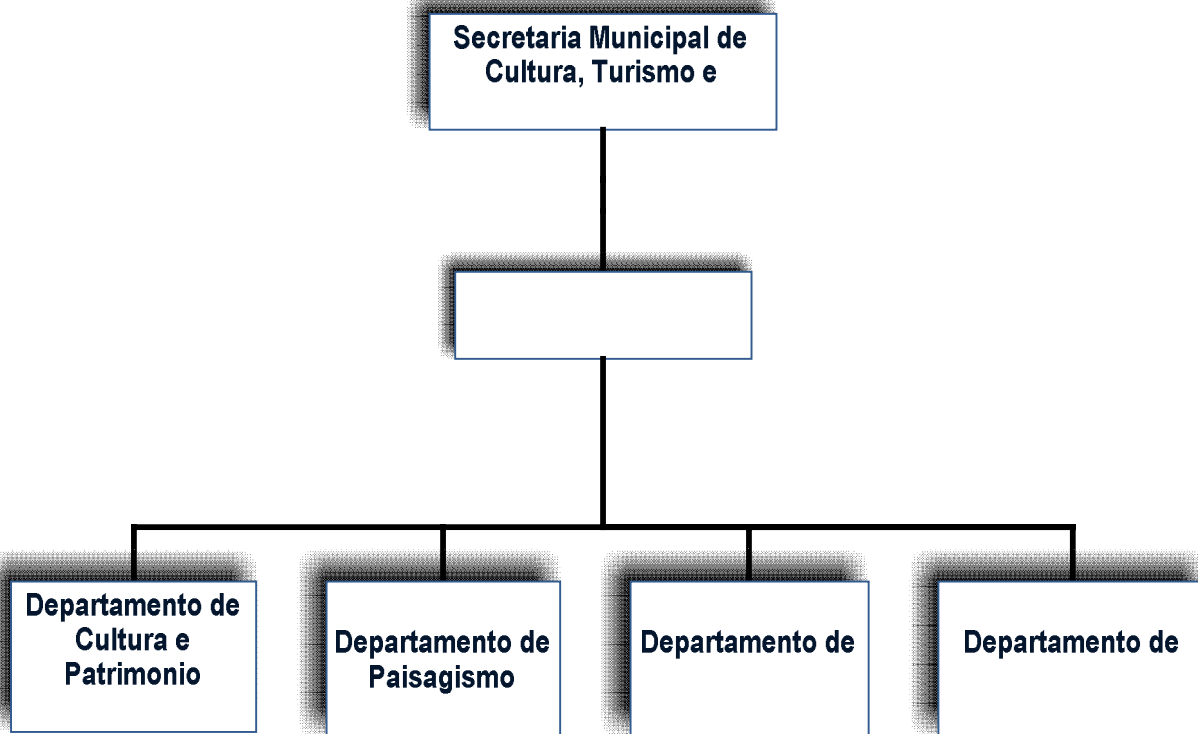 Secretaria Municipal de
Cultura, Turismo e
Departamento de
Cultura e
Patrimonio
Departamento de
Paisagismo
Departamento de
Departamento de